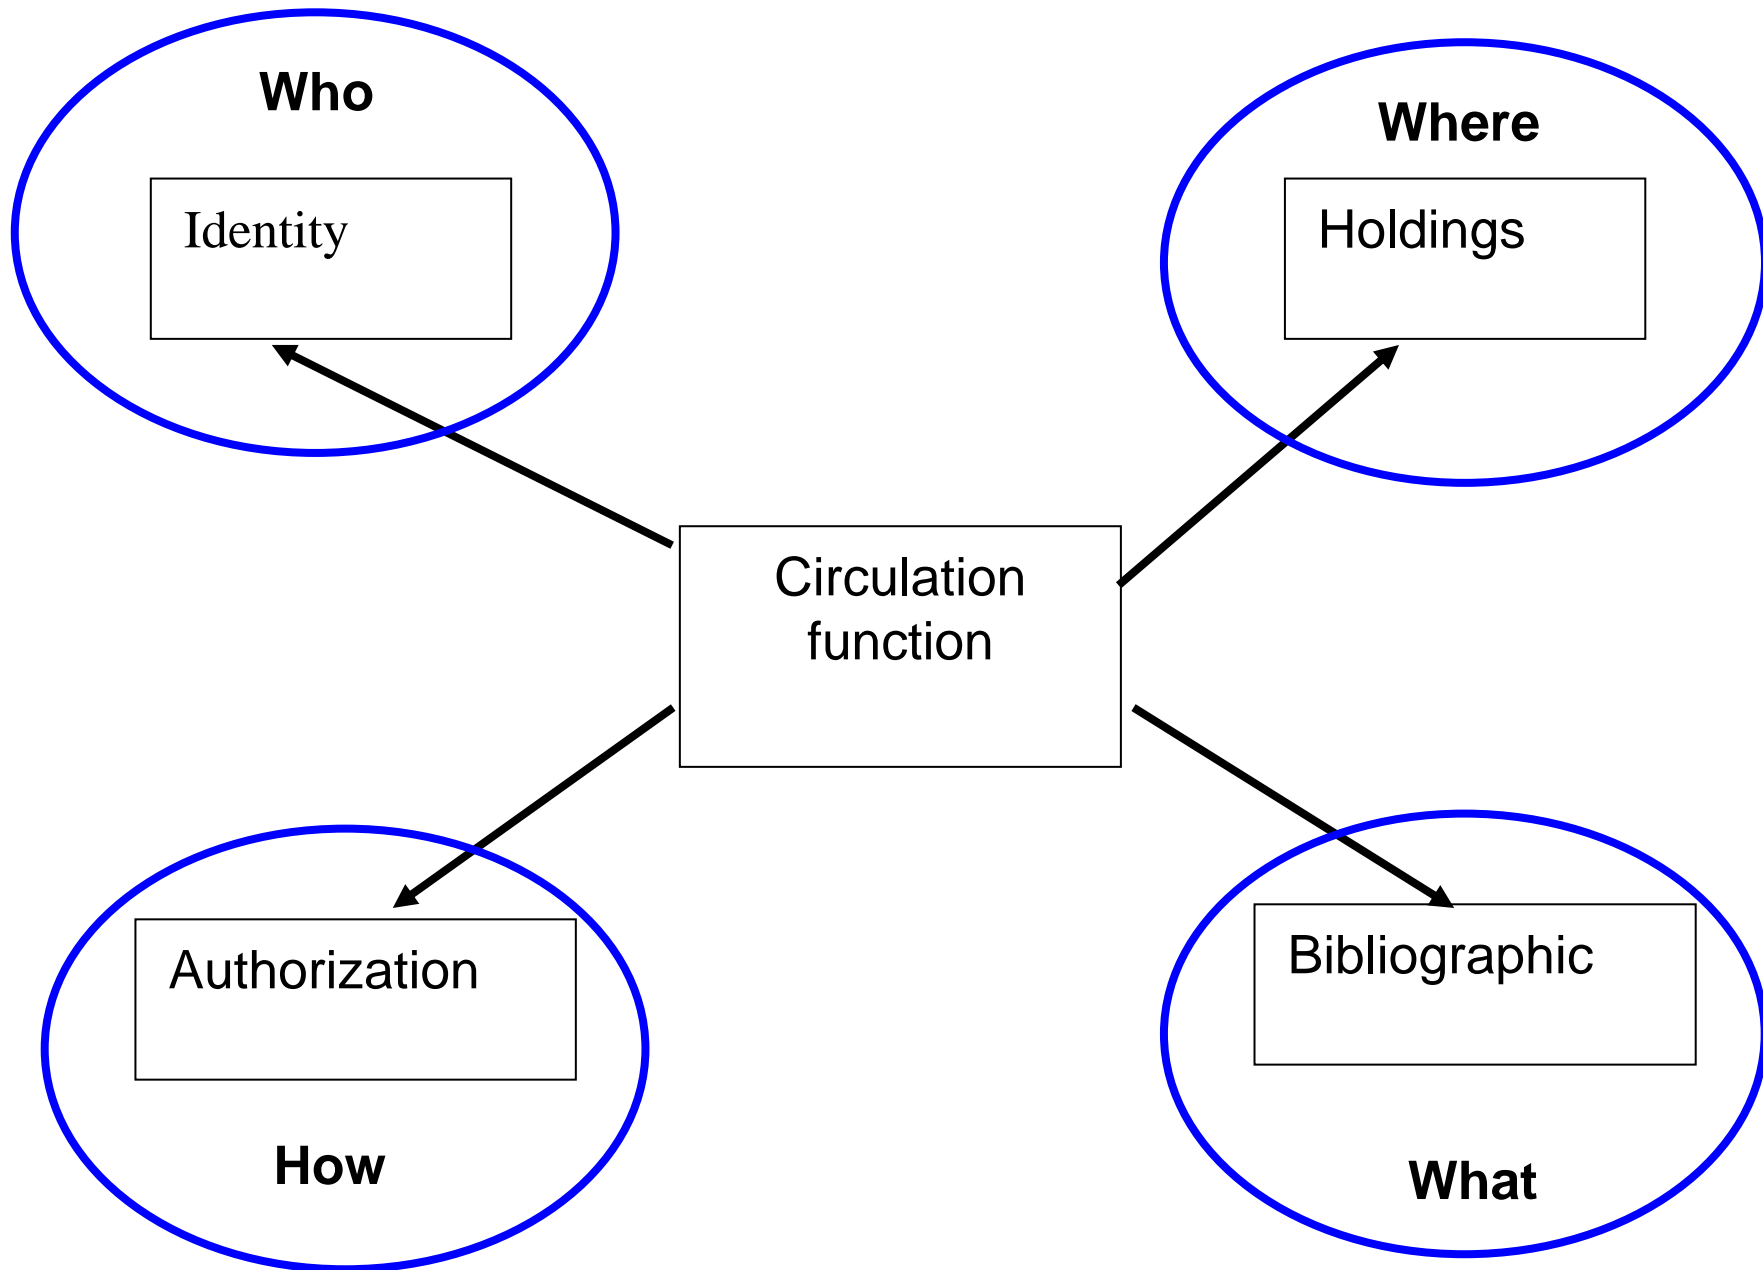 Who
Identity
Where
Holdings
Circulation
function
Authorization
How
Bibliographic
What